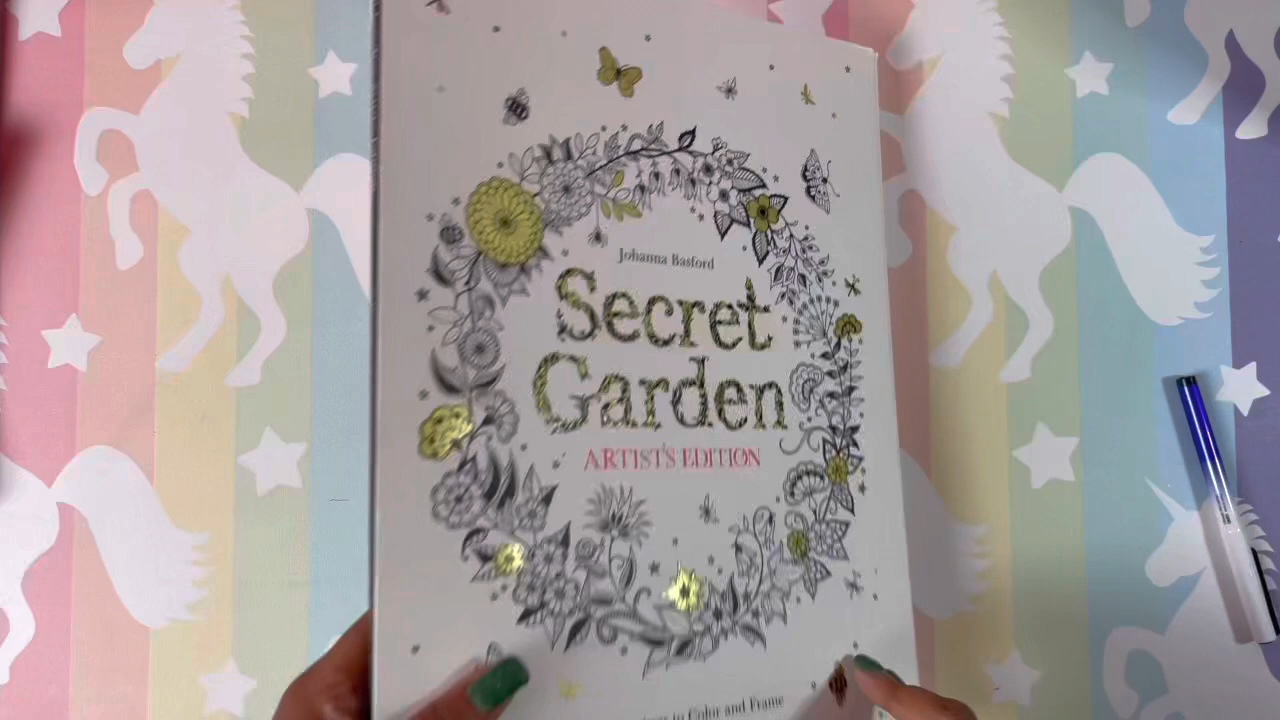 Johanna Basford
Secret
Garden
ARTIST'S EDITION
to Color and Frame